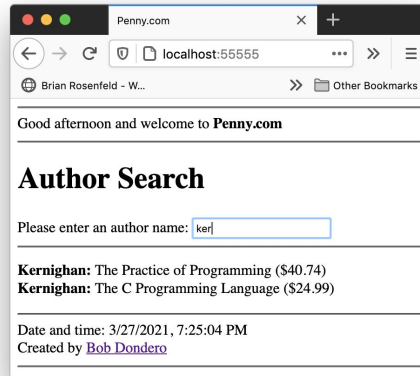 Penny.com
localhost:55555
Brian Rosenfeld - W...
Other Bookmarks
Good afternoon and welcome to Penny.com
Author Search
Please enter an author name: ker
Kernighan: The Practice of Programming ($40.74)
Kernighan: The C Programming Language ($24.99)
Date and time: 3/27/2021, 7:25:04 PM
Created by Bob Dondero